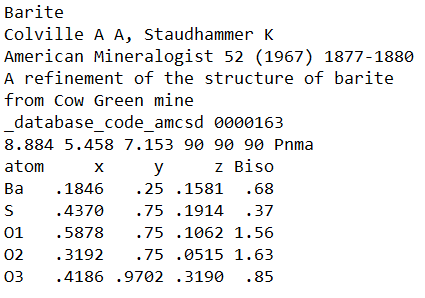 Barite
Colville A A, Staudhammer K
American Mineralogist 52 (1967) 1877-1880
A refinement of the structure of barite
from Cow Green mine
_database_code_amcsd 0000163
8.884 5.458 7.153 90 90 90 Pnma
atom x y z Biso
Ba .1846 .25 .1581 .68
S .4370 .75 .1914 .37
O1 .5878 .75 .1062 1.56
O2 .3192 .75 .0515 1.63
O3 .4186 .9702 .3190 .85